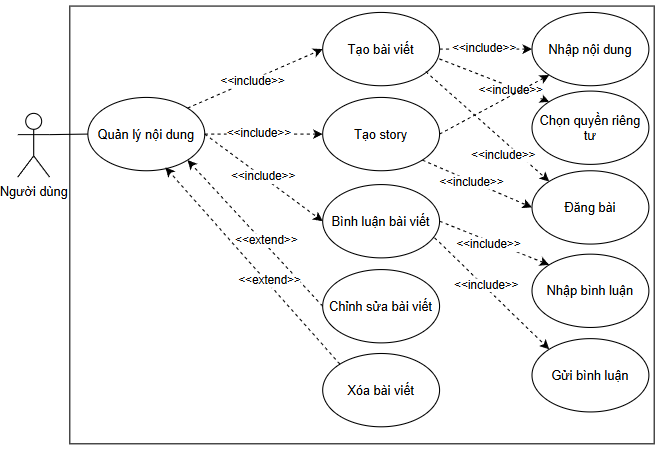 Tạo bài viết
<<include>>
Nhập nội dung
<<include>>
<<include>>
Chọn quyền riêng
tư
Quản lý nội dung
<<include>>
Tạo story
<<include>>
Người dùng
<<include>>
<<include>>
Bình luận bài viết
Đăng bài
<<extend>>
<<include>>
<<extend>>
<<include>>
Nhập bình luận
Chỉnh sửa bài viết
Gửi bình luận
Xóa bài viết